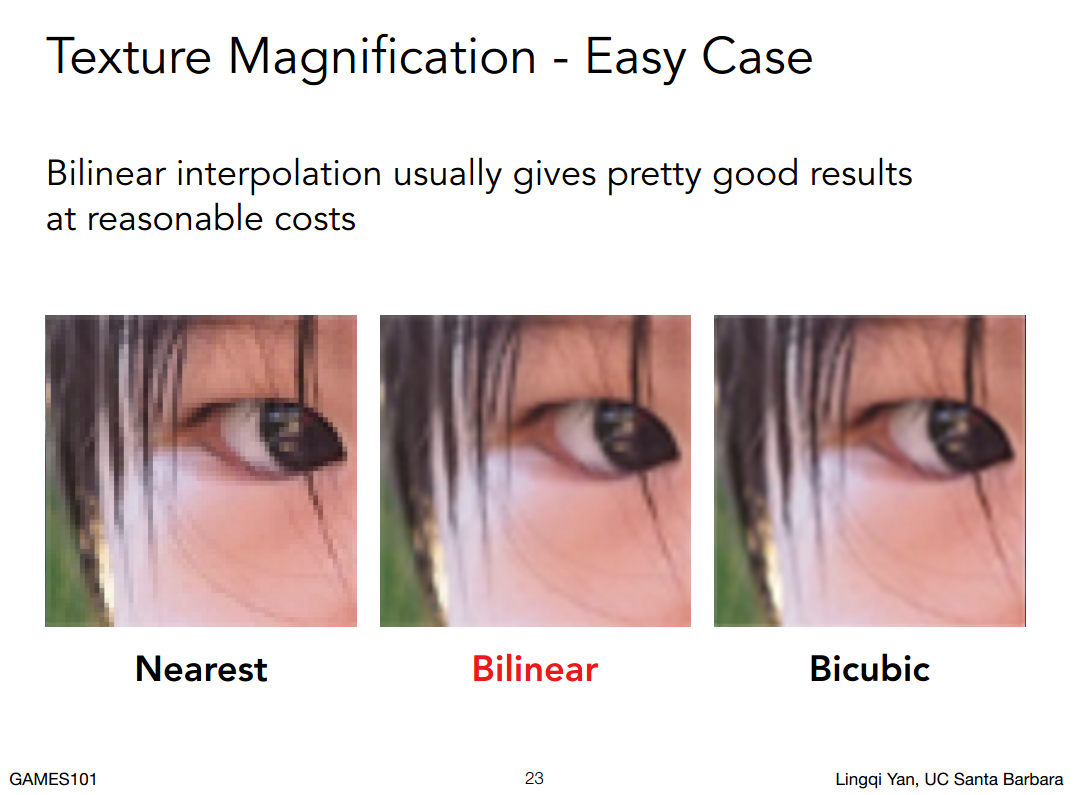 Texture Magnification - Easy Case
Bilinear interpolation usually gives pretty good results
at reasonable costs
Nearest
Bilinear
Bicubic
GAMES101
23
Lingqi Yan, UC Santa Barbara